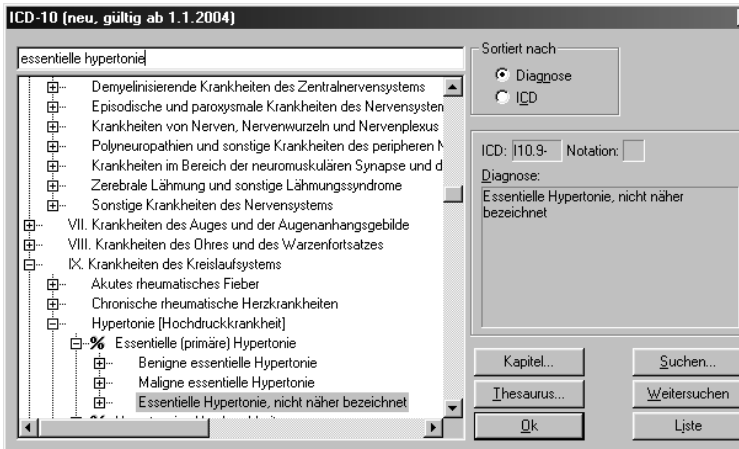 ICD-10 (neu, gültig ab 1.1.2004)
essentielle hypertonie
Demyelinisierende Krankheiten des Zentralnervensystems
Episodische und paroxysmale Krankheiten des Nervensysten
Krankheiten von Nerven, Nervenwurzeln und Nervenplexus
Polyneuropathien und sonstige Krankheiten des peripheren
Krankheiten im Bereich der neuromuskulären Synapse und d
Zerebrale Lähmung und sonstige Lähmungssyndrome
Sonstige Krankheiten des Nervensystems
VII. Krankheiten des Auges und der Augenanhangsgebilde
VIII. Krankheiten des Ohres und des Warzenfortsatzes
IX. Krankheiten des Kreislaufsystems
Akutes rheumatisches Fieber
Chronische rheumatische Herzkrankheiten
Hypertonie [Hochdruckkrankheit]
% Essentielle (primäre) Hypertonie
Benigne essentielle Hypertonie
Maligne essentielle Hypertonie
Essentielle Hypertonie, nicht näher bezeichnet
Sortiert nach
Diagnose
ICD
ICD: I10.9- Notation:
Diagnose:
Essentielle Hypertonie, nicht näher
bezeichnet
Kapitel... Suchen...
Thesaurus... Weitersuchen
Ok Liste